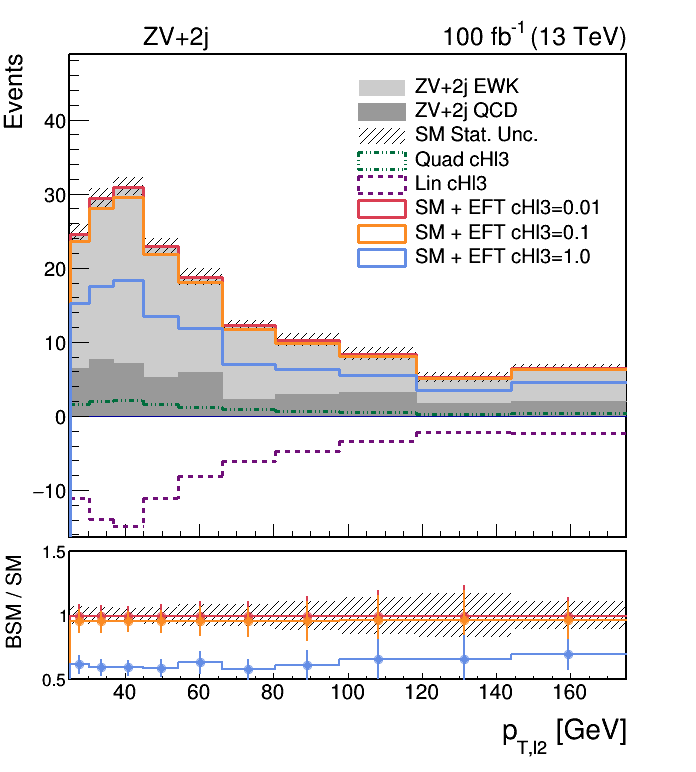 ZV+2j 100 fb-1 (13 TeV)
Events
ZV+2j EWK
ZV+2j QCD
SM Stat. Unc.
Quad cHl3
Lin cHl3
SM + EFT cHl3=0.01
SM + EFT cHl3=0.1
SM + EFT cHl3=1.0
40
30
20
10
0
−10
BSM / SM
1.5
1
0.5
40 60 80 100 120 140 160
pT,l2 [GeV]